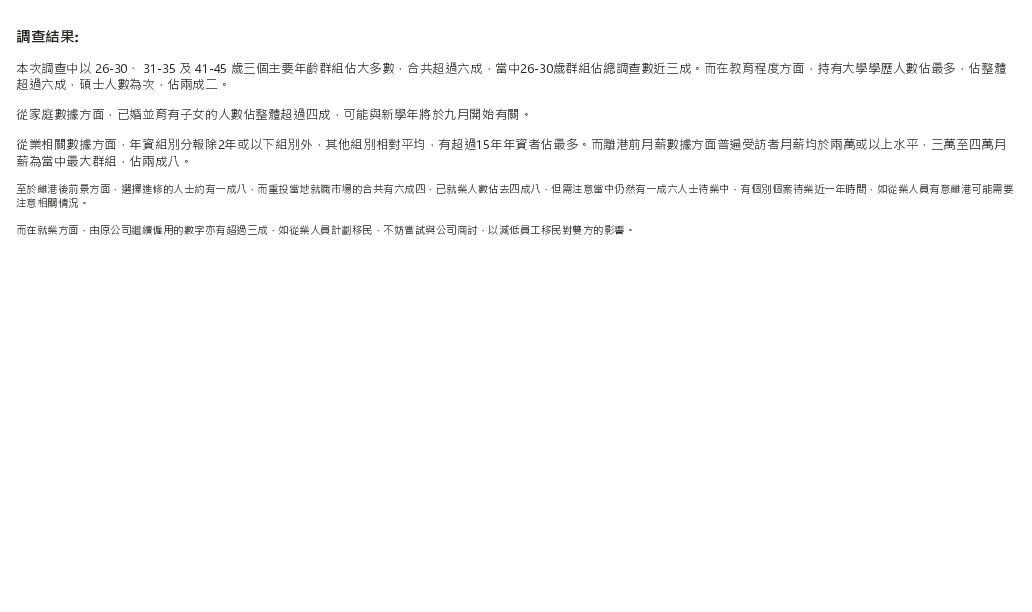 調查結果:
本次調查中以 26-30、 31-35 及 41-45 歲三個主要年齡群組佔大多數，合共超過六成，當中26-30歲群組佔總調查數近三成。而在教育程度方面，持有大學學歷人數佔最多，佔整體
超過六成，碩士人數為次，佔兩成二。
從家庭數據方面，已婚並育有子女的人數佔整體超過四成，可能與新學年將於九月開始有關。
從業相關數據方面，年資組別分報除2年或以下組別外，其他組別相對平均，有超過15年年資者佔最多。而離港前月薪數據方面普遍受訪者月薪均於兩萬或以上水平，三萬至四萬月
薪為當中最大群組，佔兩成八。
至於離港後前景方面，選擇進修的人士約有一成八，而重投當地就職市場的合共有六成四，已就業人數佔去四成八，但需注意當中仍然有一成六人士待業中，有個別個案待業近一年時間，如從業人員有意離港可能需要
注意相關情況。
而在就業方面，由原公司繼續僱用的數字亦有超過三成，如從業人員計劃移民，不妨嘗試與公司商討，以減低員工移民對雙方的影響。